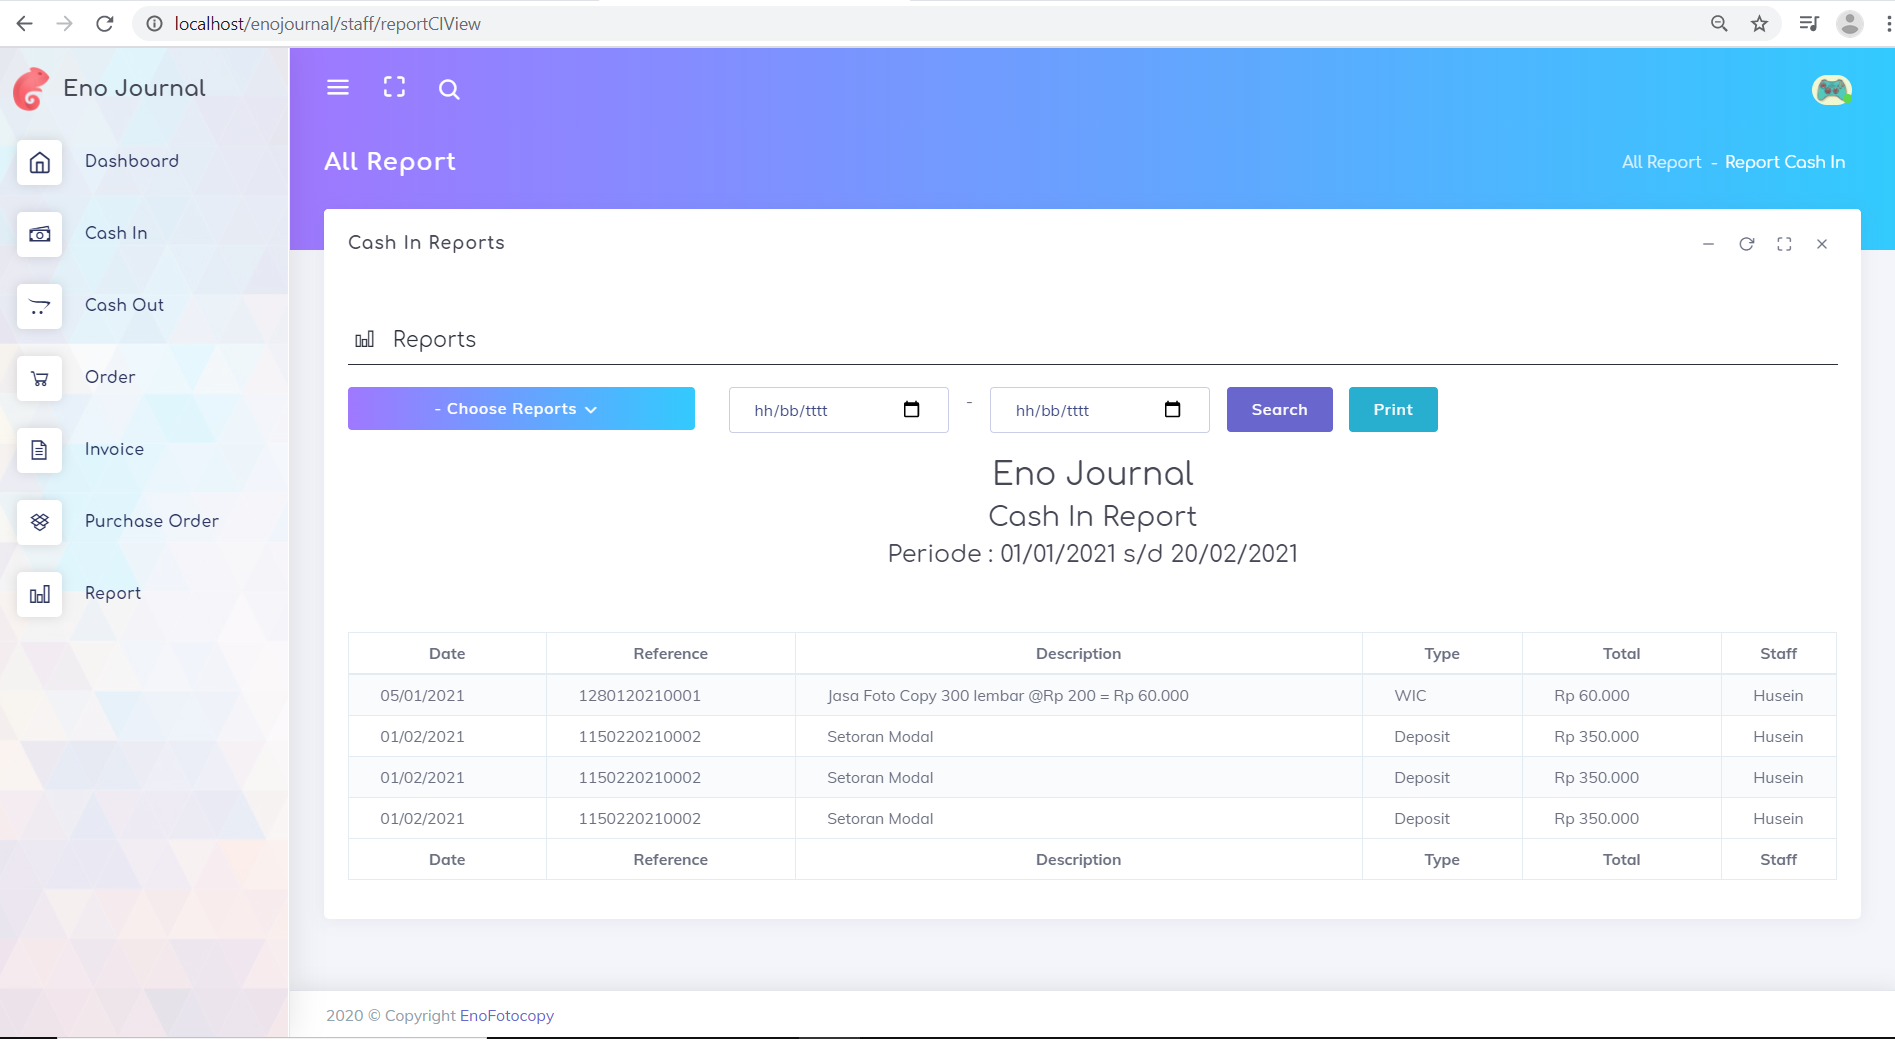 localhost/enojournal/staff/reportCIView
Eno Journal
Dashboard
Cash In
Cash Out
Order
Invoice
Purchase Order
Report
All Report
All Report - Report Cash In
Cash In Reports
Reports
- Choose Reports
hh/bb/tttt - hh/bb/tttt Search Print
Eno Journal
Cash In Report
Periode : 01/01/2021 s/d 20/02/2021
Date Reference Description Type Total Staff
05/01/2021 1280120210001 Jasa Foto Copy 300 lembar @Rp 200 = Rp 60.000 WIC Rp 60.000 Husein
01/02/2021 1150220210002 Setoran Modal Deposit Rp 350.000 Husein
01/02/2021 1150220210002 Setoran Modal Deposit Rp 350.000 Husein
01/02/2021 1150220210002 Setoran Modal Deposit Rp 350.000 Husein
Date Reference Description Type Total Staff
2020 © Copyright EnoFotocopy